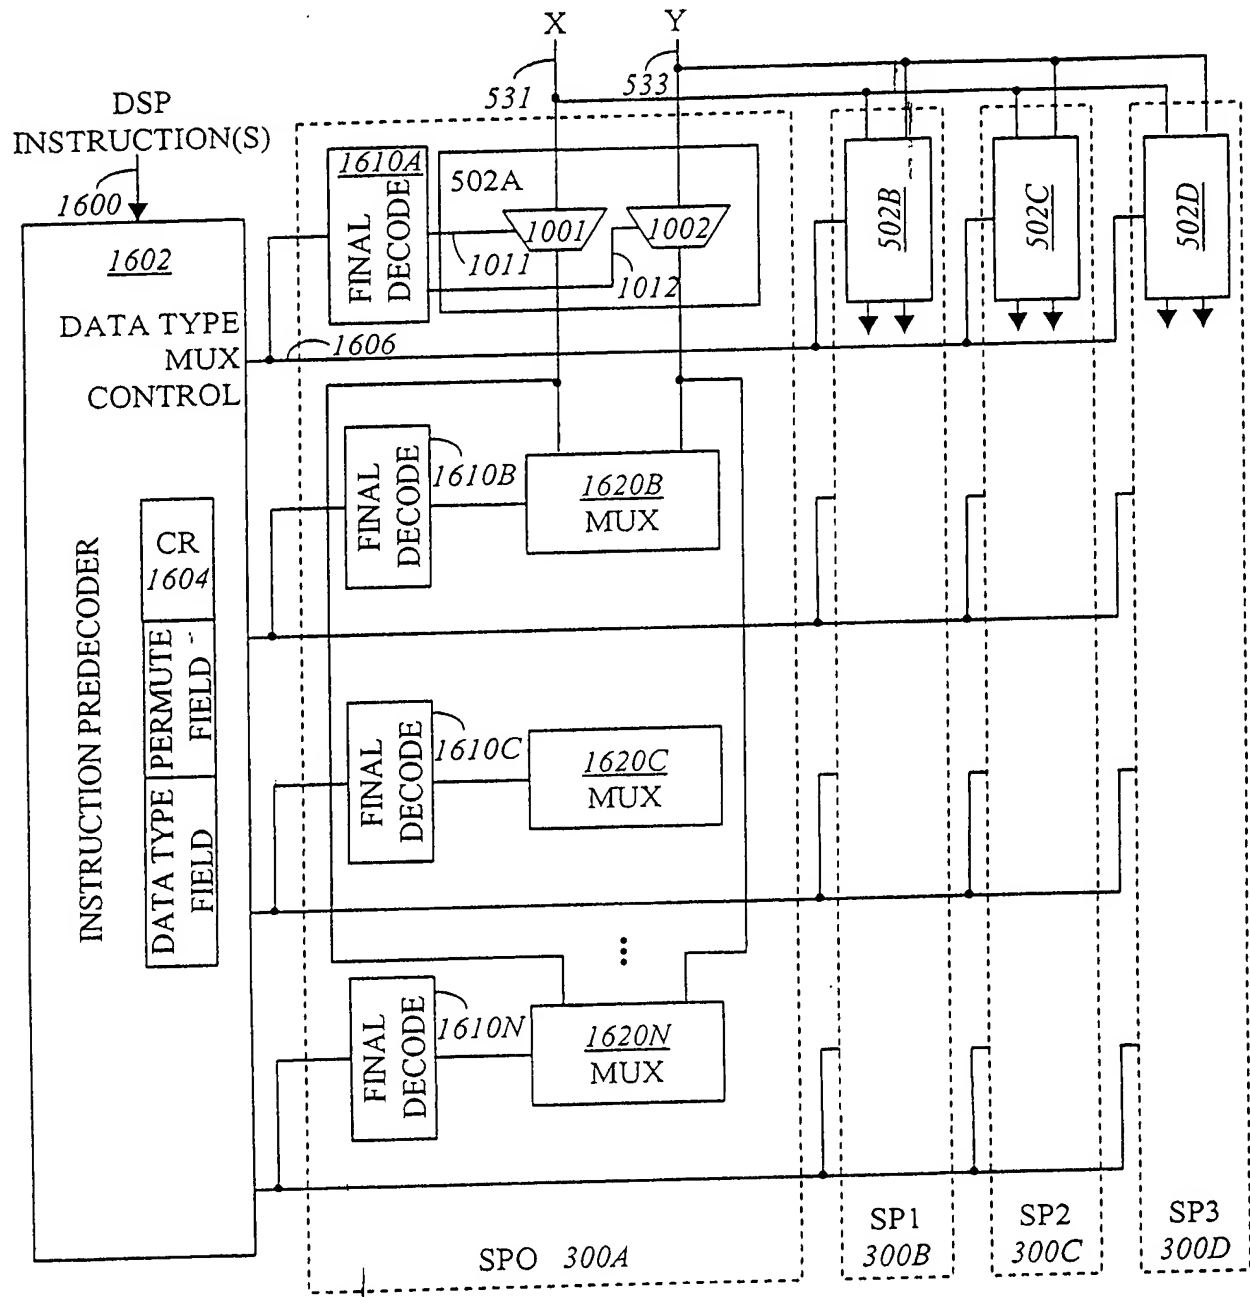 X
Y
531
533
DSP
INSTRUCTION(S)
1600
1602
DATA TYPE
MUX
CONTROL
1606
INSTRUCTION PREDECODER
CR
1604
PERMUTE
FIELD
DATA TYPE
FIELD
1610A
FINAL
DECODE
502A
1001
1002
1011
1012
502B
502C
502D
FINAL
DECODE
1610B
1620B
MUX
FINAL
DECODE
1610C
1620C
MUX
...
FINAL
DECODE
1610N
1620N
MUX
SPO 300A
SP1
300B
SP2
300C
SP3
300D